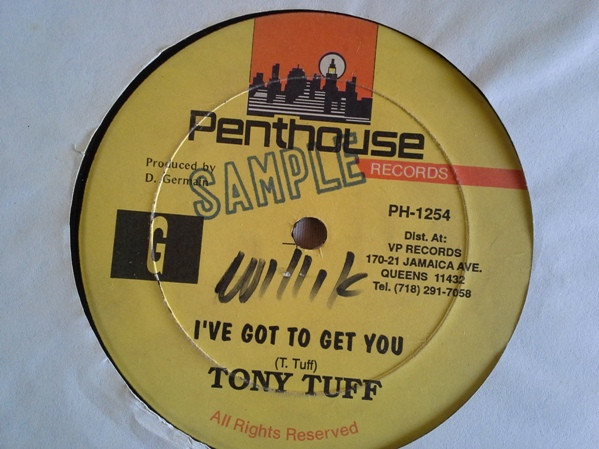 Penthouse
RECORDS
SAMPLE
Produced by
D. Germain
G
PH-1254
Dist. At:
VP RECORDS
170-21 JAMAICA AVE.
QUEENS 11432
Tel. (718) 291-7058
I'VE GOT TO GET YOU
(T. Tuff)
TONY TUFF
All Rights Reserved